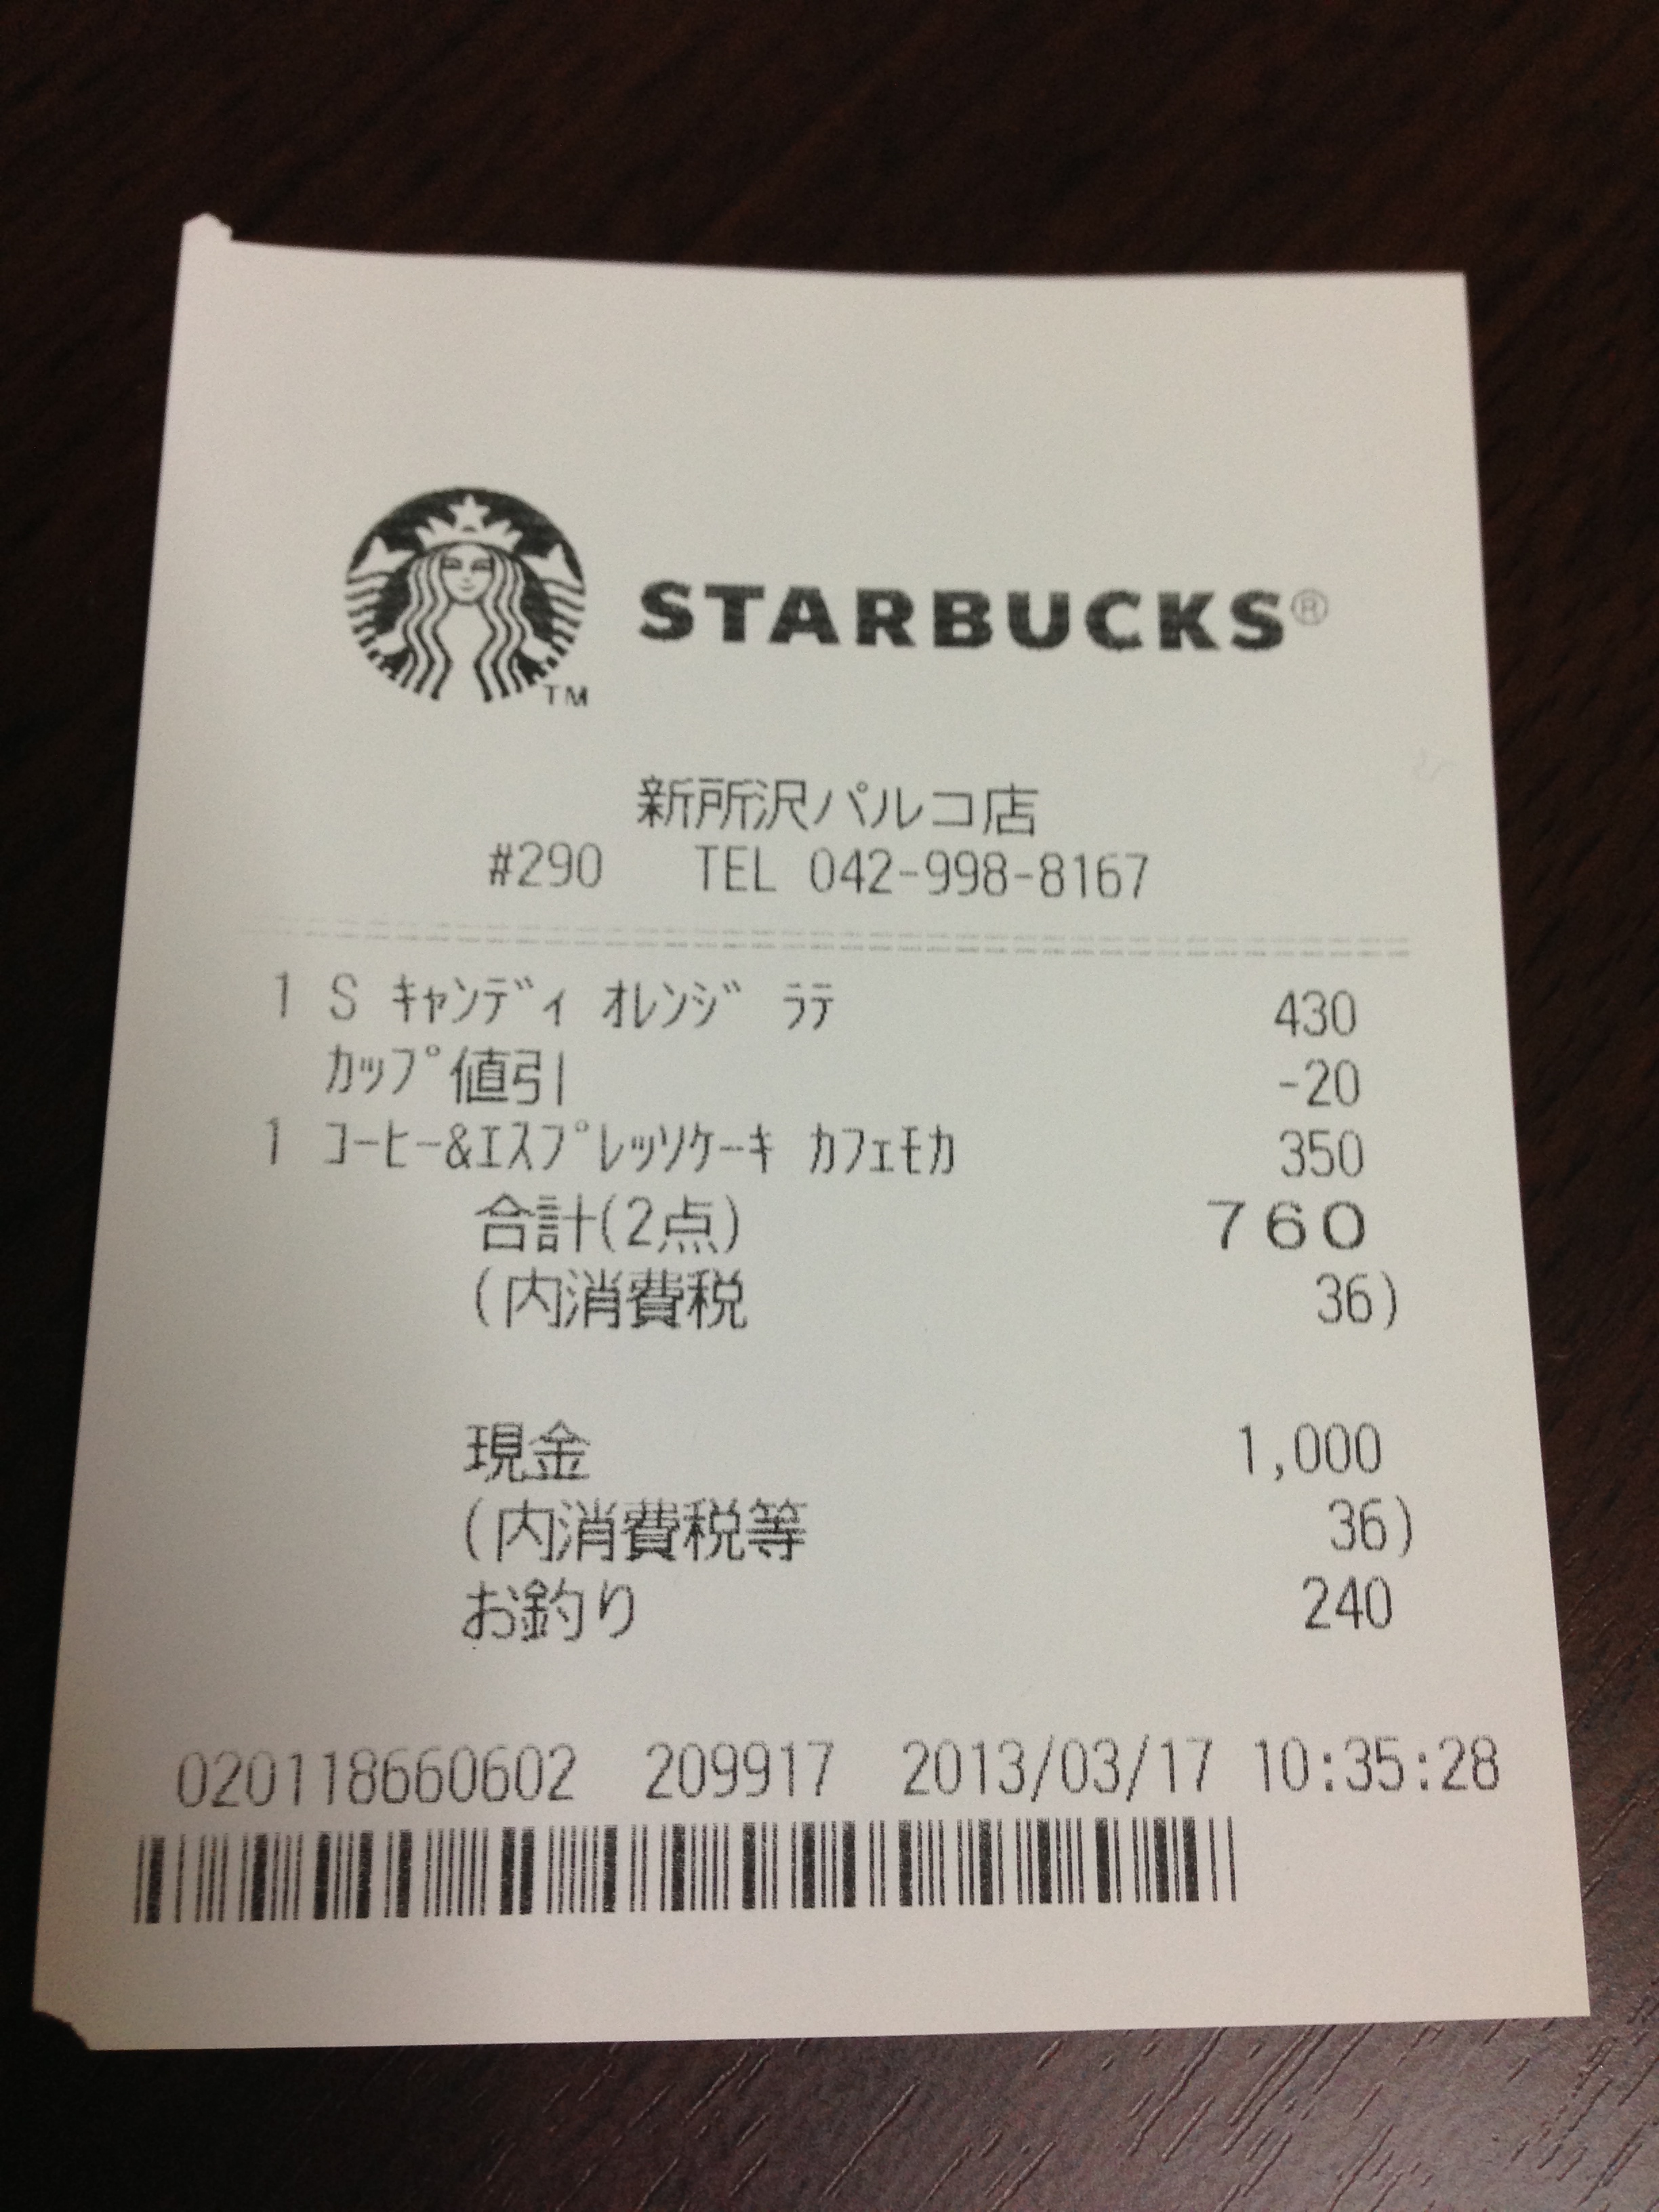 STARBUCKS®
TM
新所沢パルコ店
#290 TEL 042-998-8167
1 S ｷｬﾝﾃﾞｨ ｵﾚﾝｼﾞ ﾗﾃ 430
ｶｯﾌﾟ値引 -20
1 ｺｰﾋｰ&ｴｽﾌﾟﾚｯｿｹｰｷ ｶﾌｪﾓｶ 350
合計(2点) 760
(内消費税 36)
現金 1,000
(内消費税等 36)
お釣り 240
020118660602 209917 2013/03/17 10:35:28